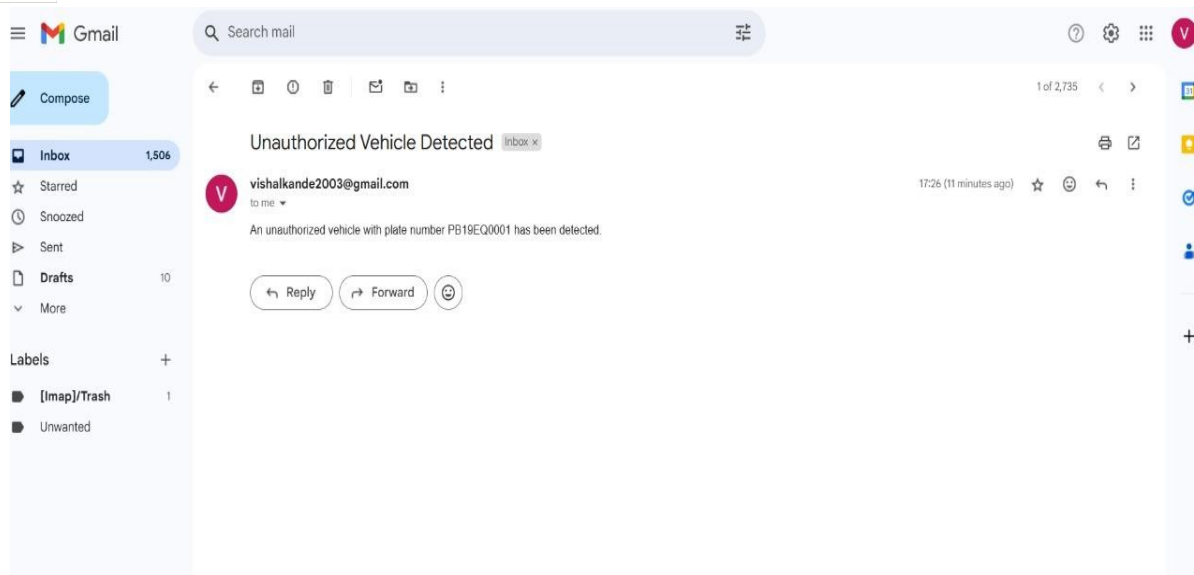 Gmail
Search mail
Compose
1 of 2,735
Unauthorized Vehicle Detected Inbox ×
Inbox 1,506
Starred
Snoozed
Sent
Drafts 10
More
Labels
[Imap]/Trash 1
Unwanted
V
vishalkande2003@gmail.com 17:26 (11 minutes ago)
to me
An unauthorized vehicle with plate number PB19EQ0001 has been detected.
Reply Forward
V
31